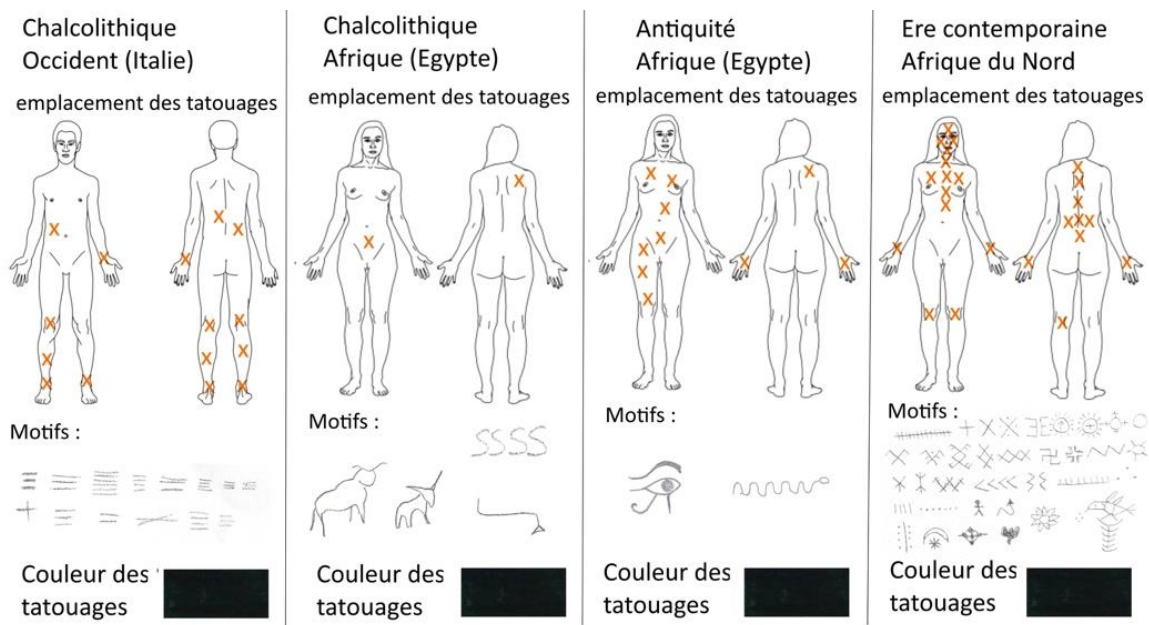 Chalcolithique
Occident (Italie)
emplacement des tatouages
Motifs :
Couleur des
tatouages
Chalcolithique
Afrique (Egypte)
emplacement des tatouages
Motifs :
Couleur des
tatouages
Antiquité
Afrique (Egypte)
emplacement des tatouages
Motifs :
Couleur des
tatouages
Ere contemporaine
Afrique du Nord
emplacement des tatouages
Motifs :
Couleur des
tatouages